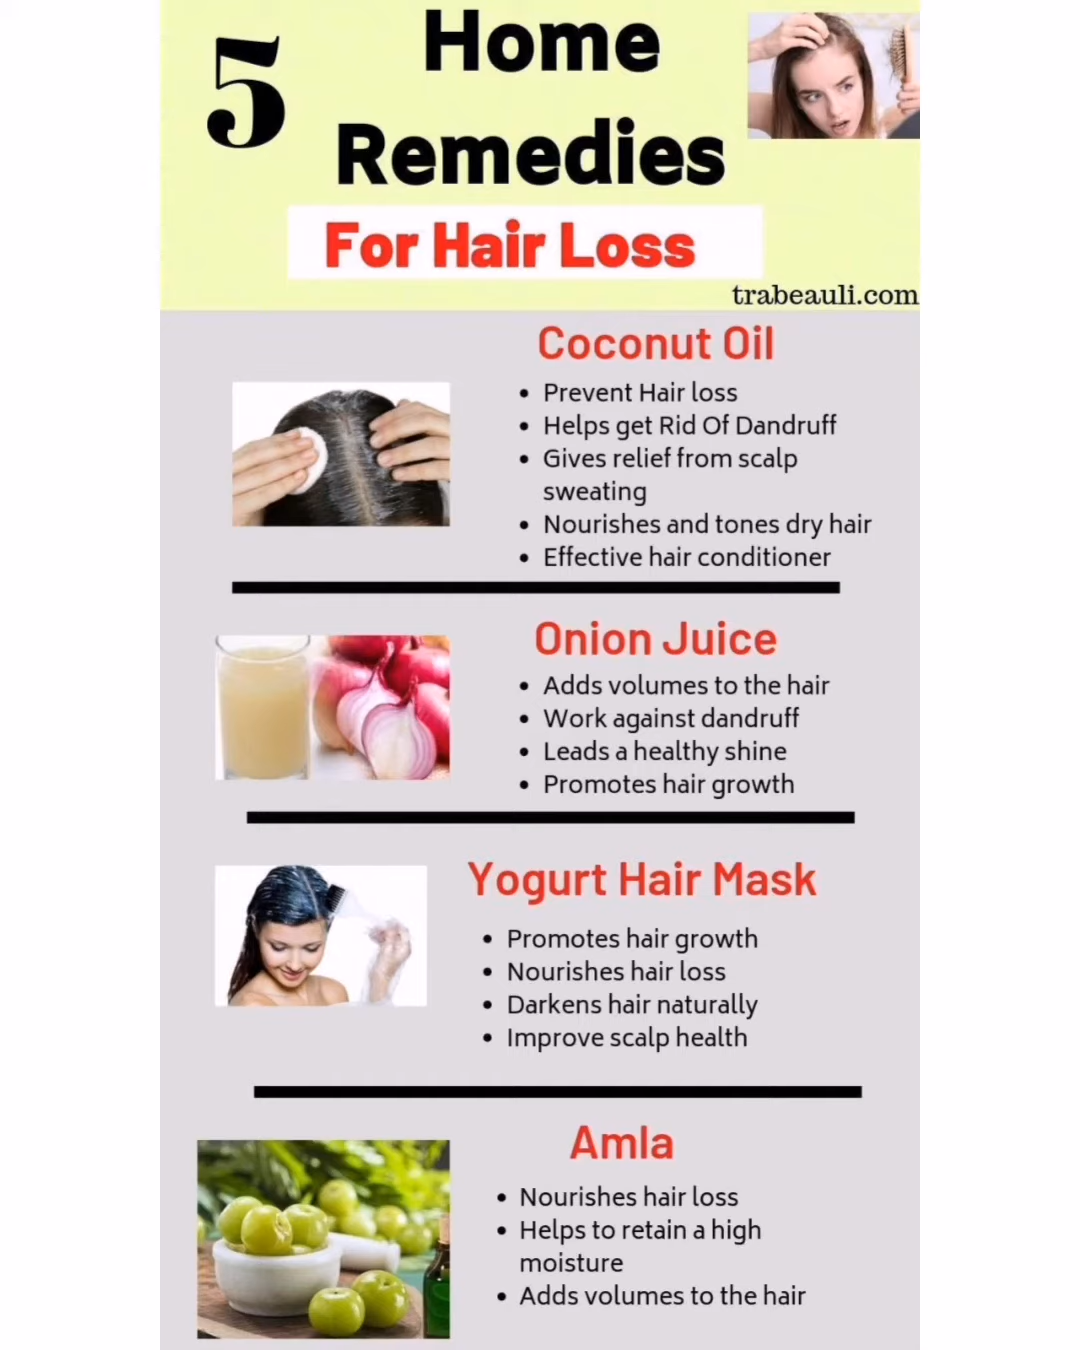 5
Home
Remedies
For Hair Loss
trabeauli.com
Coconut Oil
• Prevent Hair loss
• Helps get Rid Of Dandruff
• Gives relief from scalp
sweating
• Nourishes and tones dry hair
• Effective hair conditioner
Onion Juice
• Adds volumes to the hair
• Work against dandruff
• Leads a healthy shine
• Promotes hair growth
Yogurt Hair Mask
• Promotes hair growth
• Nourishes hair loss
• Darkens hair naturally
• Improve scalp health
Amla
• Nourishes hair loss
• Helps to retain a high
moisture
• Adds volumes to the hair